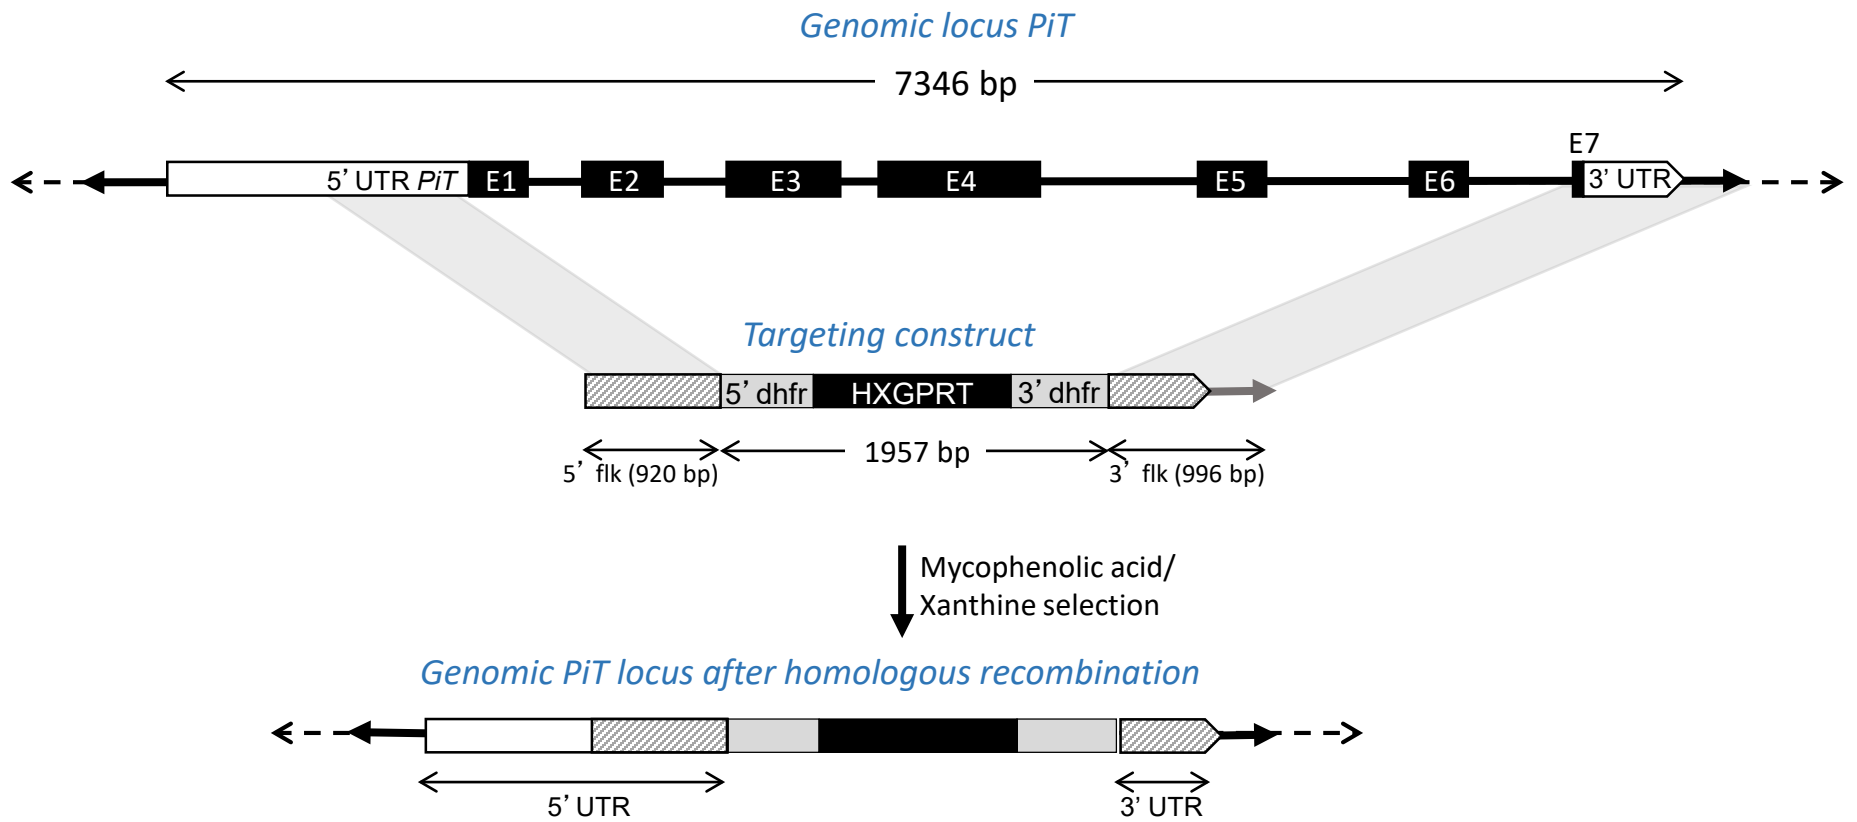 Genomic locus PiT
7346 bp
E7
5’ UTR PiT E1 E2 E3 E4 E5 E6 3’ UTR
Targeting construct
5’ dhfr HXGPRT 3’ dhfr
1957 bp
5’ flk (920 bp) 3’ flk (996 bp)
Mycophenolic acid/
Xanthine selection
Genomic PiT locus after homologous recombination
5’ UTR 3’ UTR